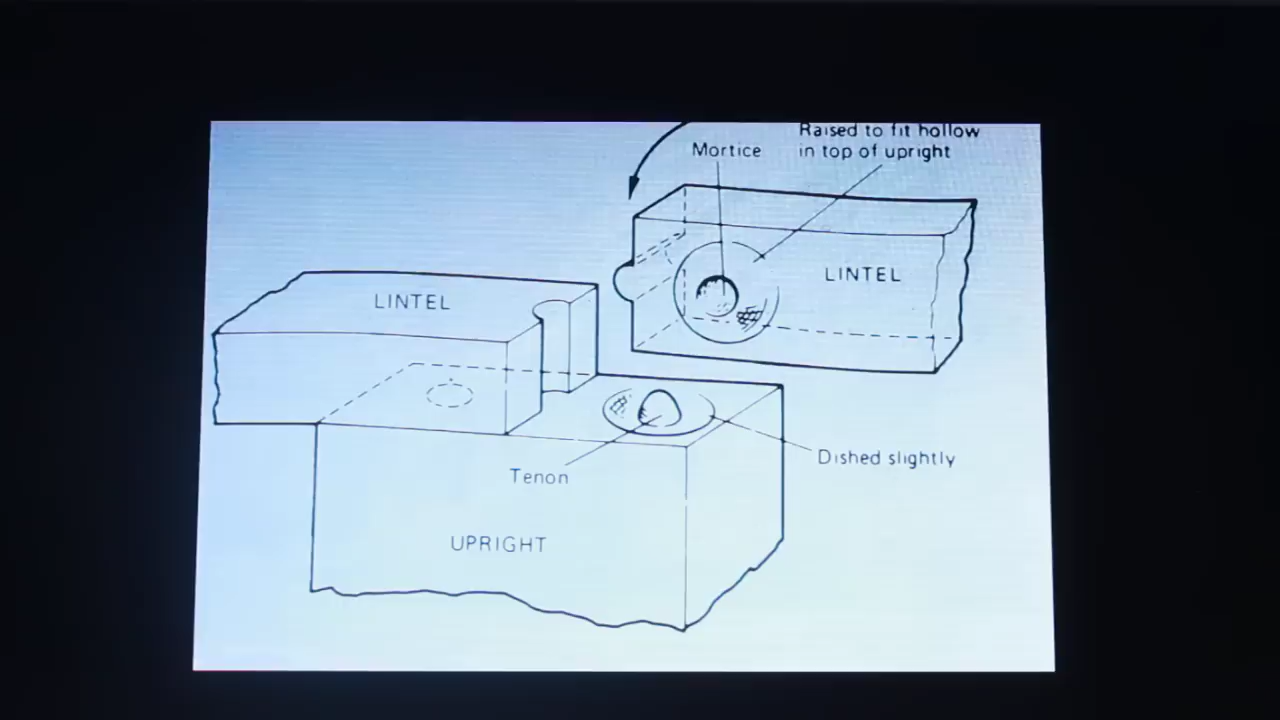 Raised to fit hollow
in top of upright
Mortice
LINTEL
LINTEL
Dished slightly
Tenon
UPRIGHT